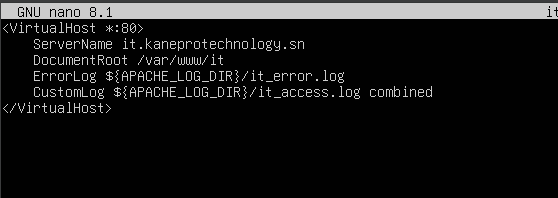 GNU nano 8.1 it
<VirtualHost *:80>
    ServerName it.kaneprotechnology.sn
    DocumentRoot /var/www/it
    ErrorLog ${APACHE_LOG_DIR}/it_error.log
    CustomLog ${APACHE_LOG_DIR}/it_access.log combined
</VirtualHost>